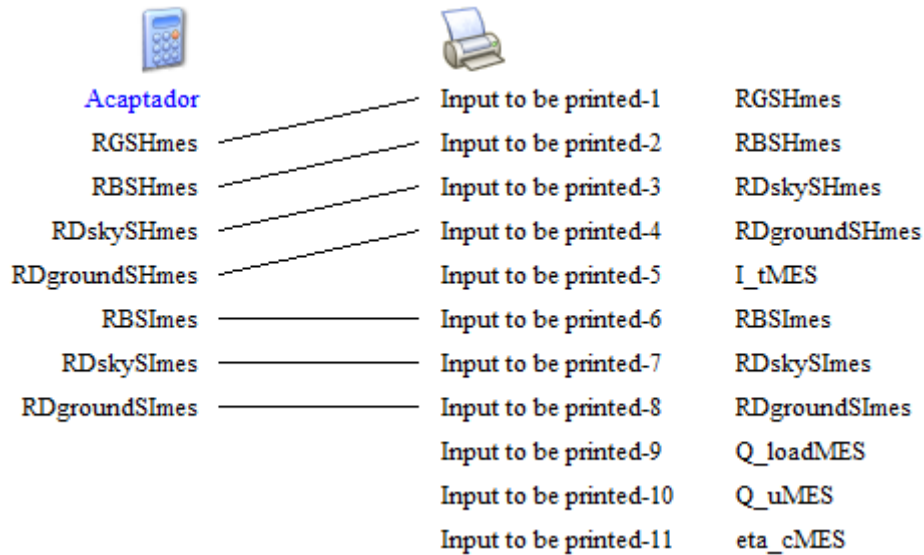 Acaptador Input to be printed-1 RGSHmes
RGSHmes Input to be printed-2 RBSHmes
RBSHmes Input to be printed-3 RDskySHmes
RDskySHmes Input to be printed-4 RDgroundSHmes
RDgroundSHmes Input to be printed-5 I_tMES
RBSImes Input to be printed-6 RBSImes
RDskySImes Input to be printed-7 RDskySImes
RDgroundSImes Input to be printed-8 RDgroundSImes
Input to be printed-9 Q_loadMES
Input to be printed-10 Q_uMES
Input to be printed-11 eta_cMES